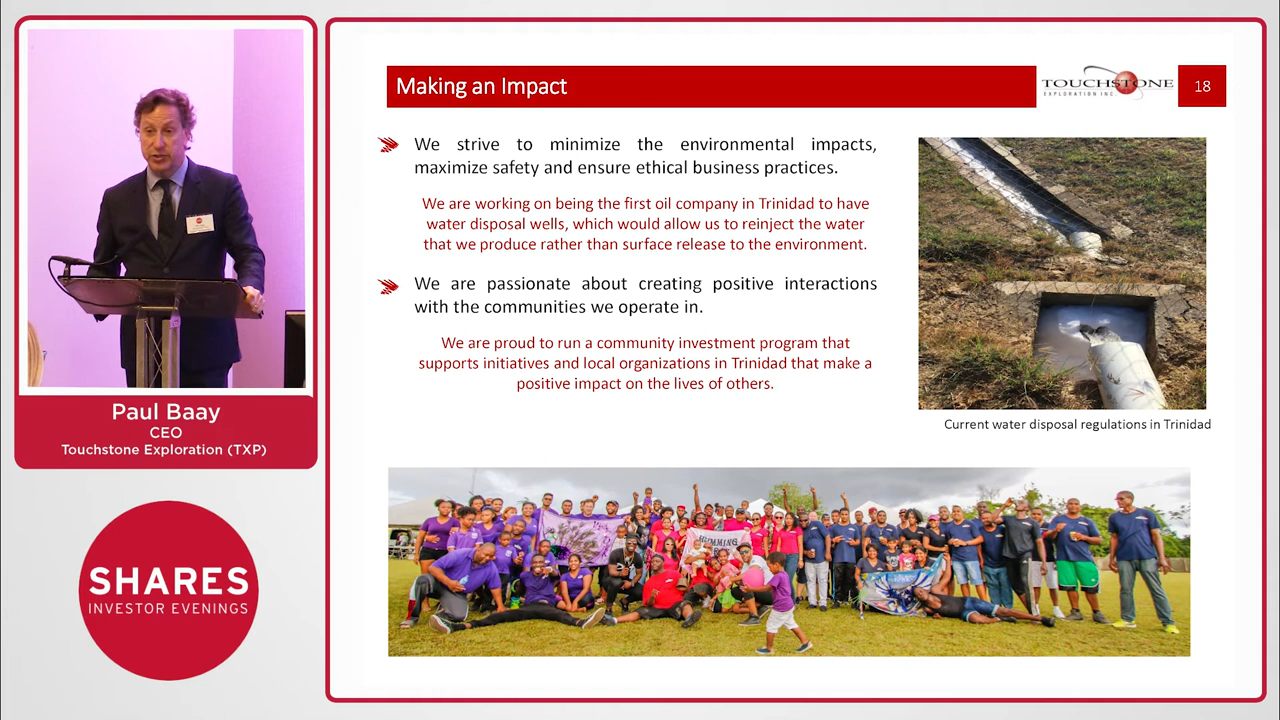 Making an Impact
TOUCHSTONE
EXPLORATION INC.
18
We strive to minimize the environmental impacts,
maximize safety and ensure ethical business practices.
We are working on being the first oil company in Trinidad to have
water disposal wells, which would allow us to reinject the water
that we produce rather than surface release to the environment.
We are passionate about creating positive interactions
with the communities we operate in.
We are proud to run a community investment program that
supports initiatives and local organizations in Trinidad that make a
positive impact on the lives of others.
Current water disposal regulations in Trinidad
HUMMING
Paul Baay
CEO
Touchstone Exploration (TXP)
SHARES
INVESTOR EVENINGS